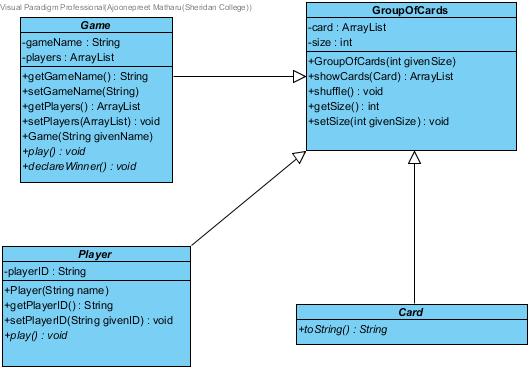 Visual Paradigm Professional(Ajoonepreet Matharu(Sheridan College))
Game
-gameName : String
-players : ArrayList
+getGameName() : String
+setGameName(String)
+getPlayers() : ArrayList
+setPlayers(ArrayList) : void
+Game(String givenName)
+play() : void
+declareWinner() : void
GroupOfCards
-card : ArrayList
-size : int
+GroupOfCards(int givenSize)
+showCards(Card) : ArrayList
+shuffle() : void
+getSize() : int
+setSize(int givenSize) : void
Player
-playerID : String
+Player(String name)
+getPlayerID() : String
+setPlayerID(String givenID) : void
+play() : void
Card
+toString() : String